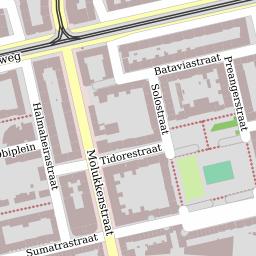 weg
Bataviastraat
Preangerstraat
Solostraat
Halmaheirastraat
Molukkenstraat
Tidorestraat
Obiplein
Sumatrastraat